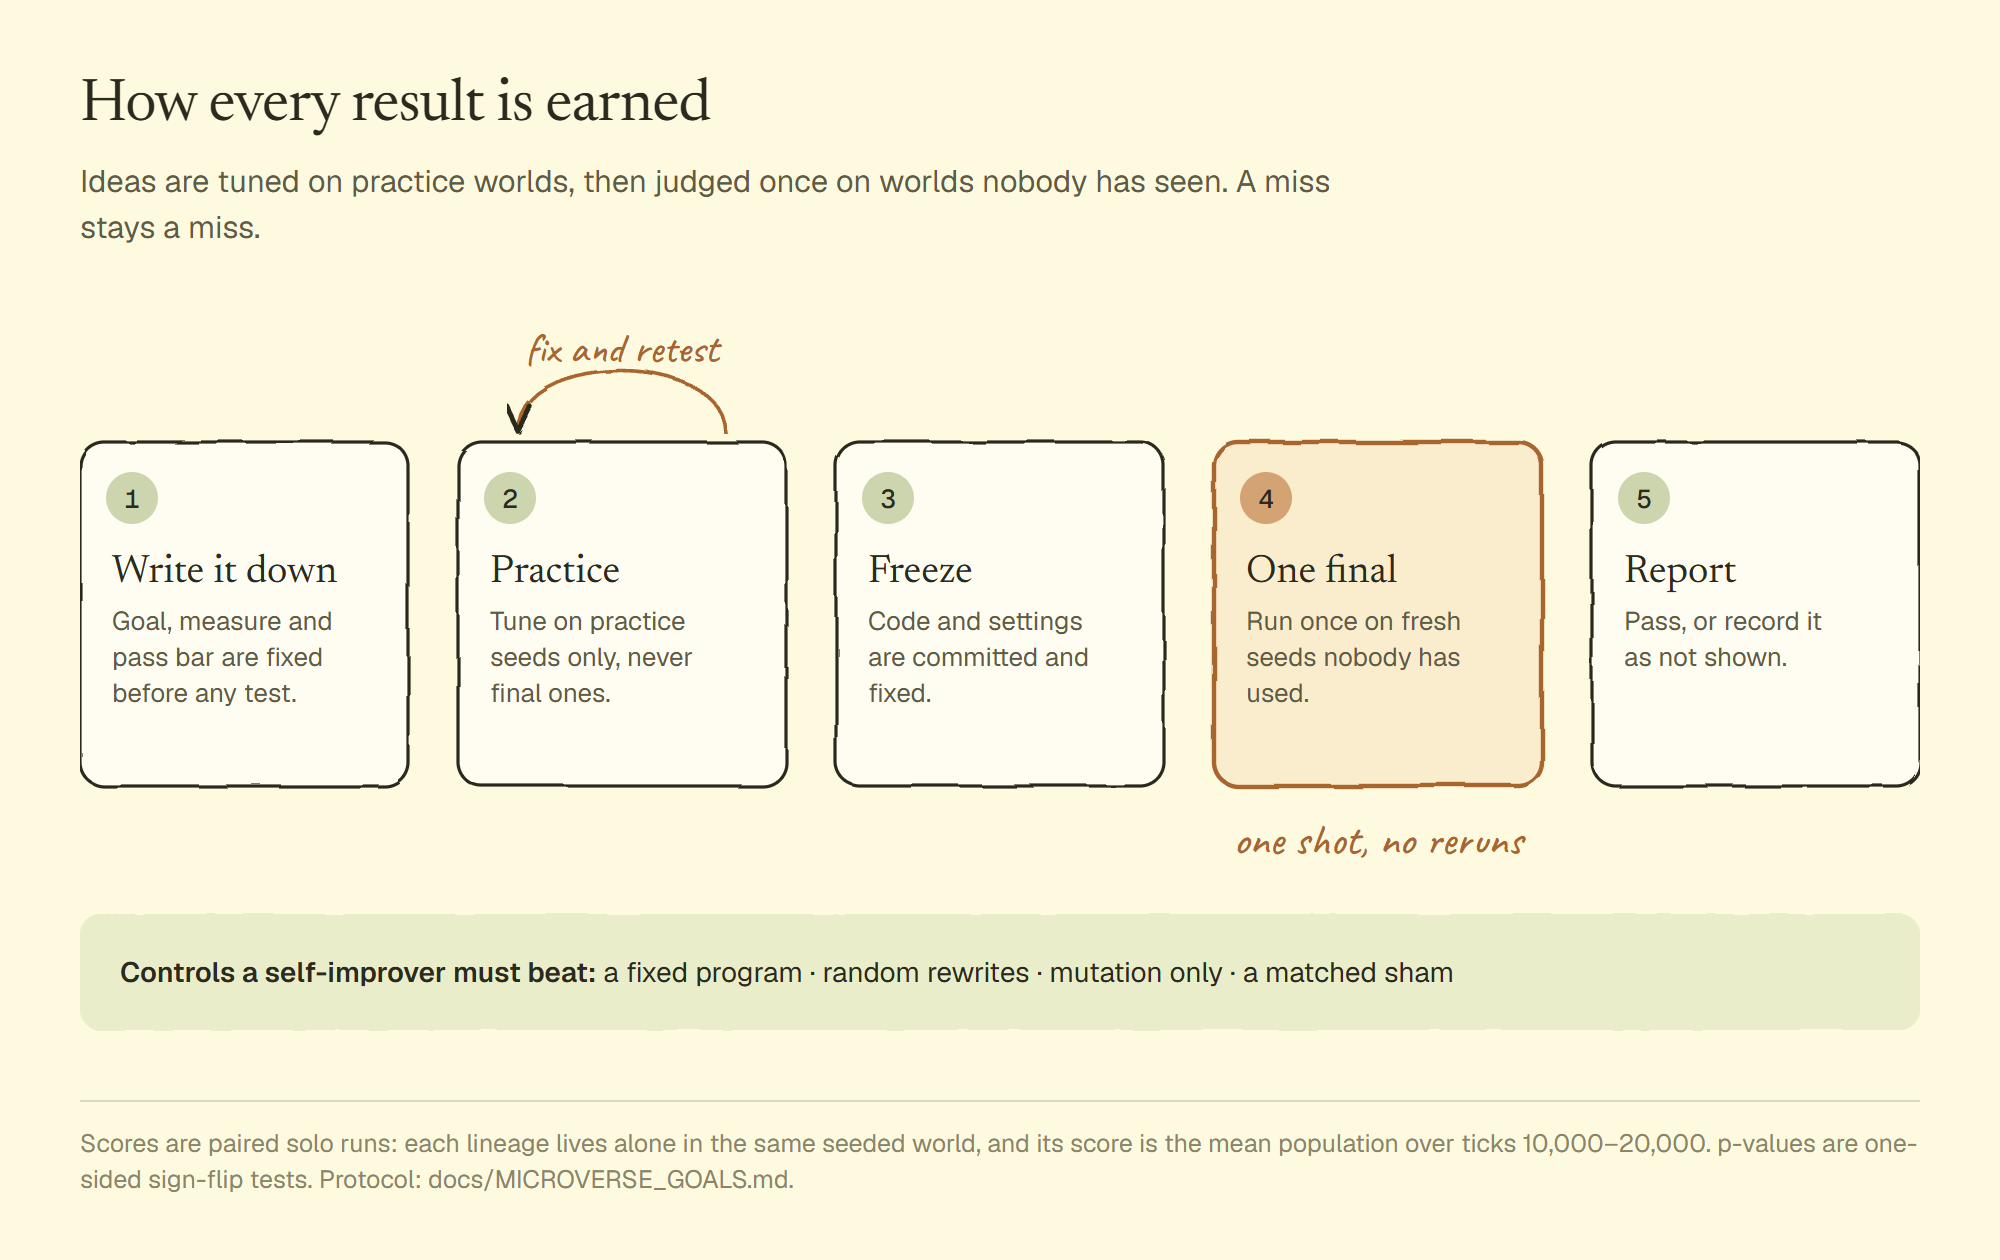 How every result is earned
Ideas are tuned on practice worlds, then judged once on worlds nobody has seen. A miss
stays a miss.
fix and retest
1
Write it down
Goal, measure and
pass bar are fixed
before any test.
2
Practice
Tune on practice
seeds only, never
final ones.
3
Freeze
Code and settings
are committed and
fixed.
4
One final
Run once on fresh
seeds nobody has
used.
5
Report
Pass, or record it
as not shown.
one shot, no reruns
Controls a self-improver must beat: a fixed program · random rewrites · mutation only · a matched sham
Scores are paired solo runs: each lineage lives alone in the same seeded world, and its score is the mean population over ticks 10,000–20,000. p-values are one-
sided sign-flip tests. Protocol: docs/MICROVERSE_GOALS.md.